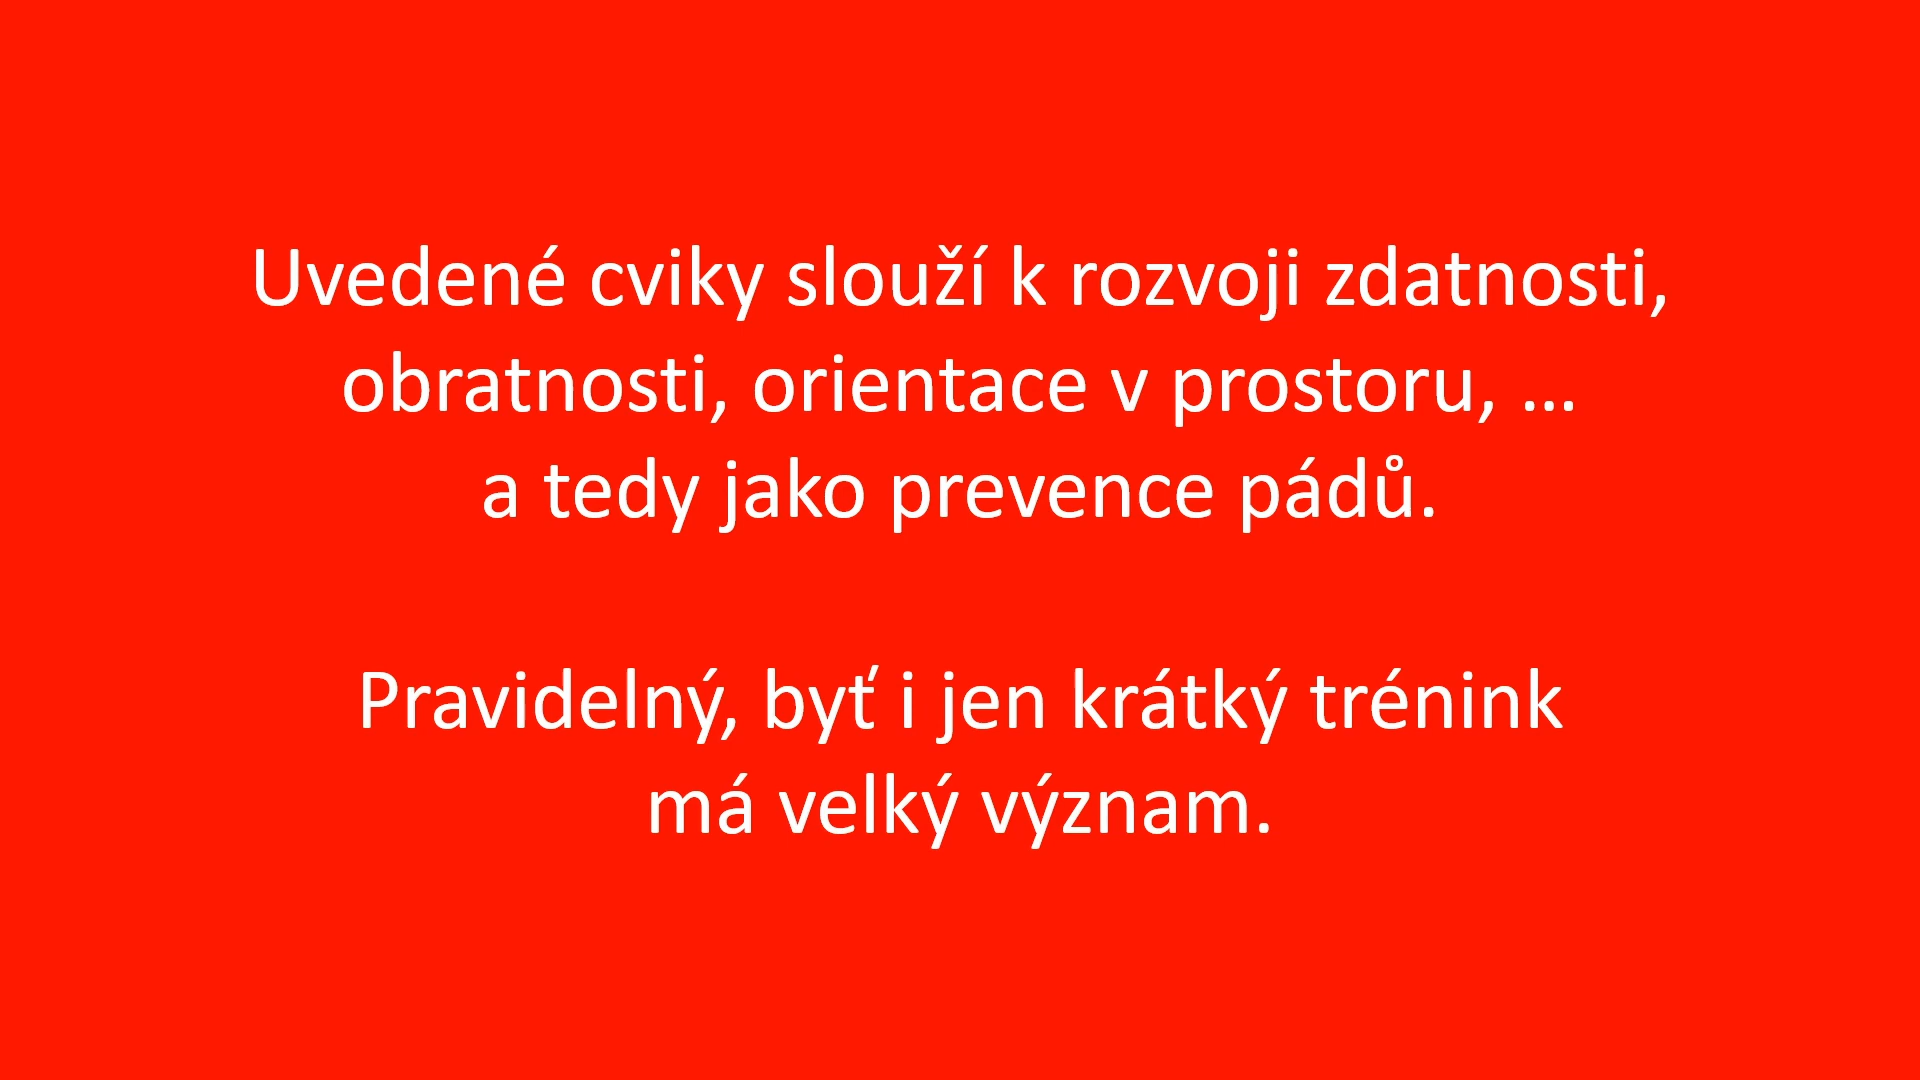 Uvedené cviky slouží k rozvoji zdatnosti,
obratnosti, orientace v prostoru, …
a tedy jako prevence pádů.
Pravidelný, byť i jen krátký trénink
má velký význam.